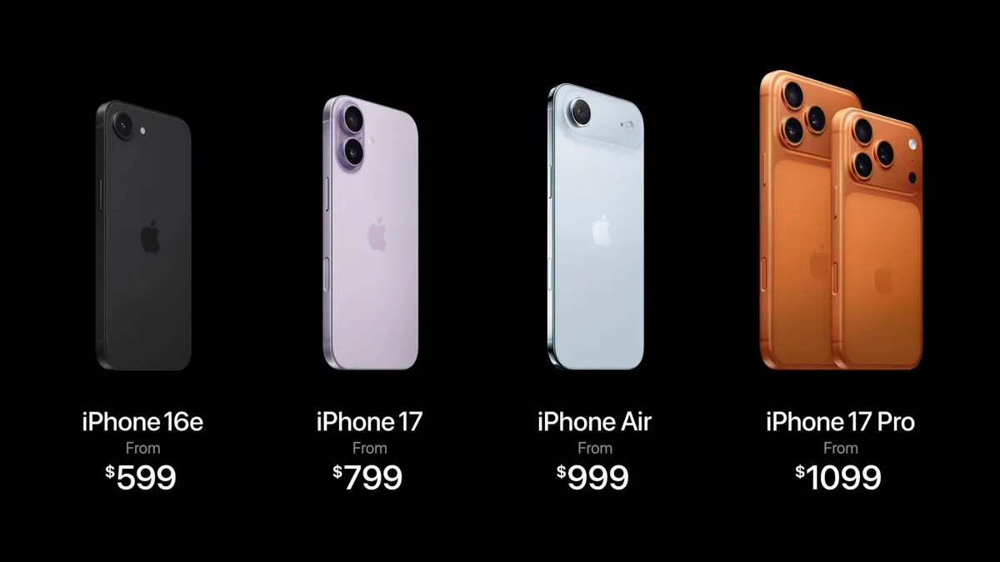 iPhone 16e
From
$599
iPhone 17
From
$799
iPhone Air
From
$999
iPhone 17 Pro
From
$1099